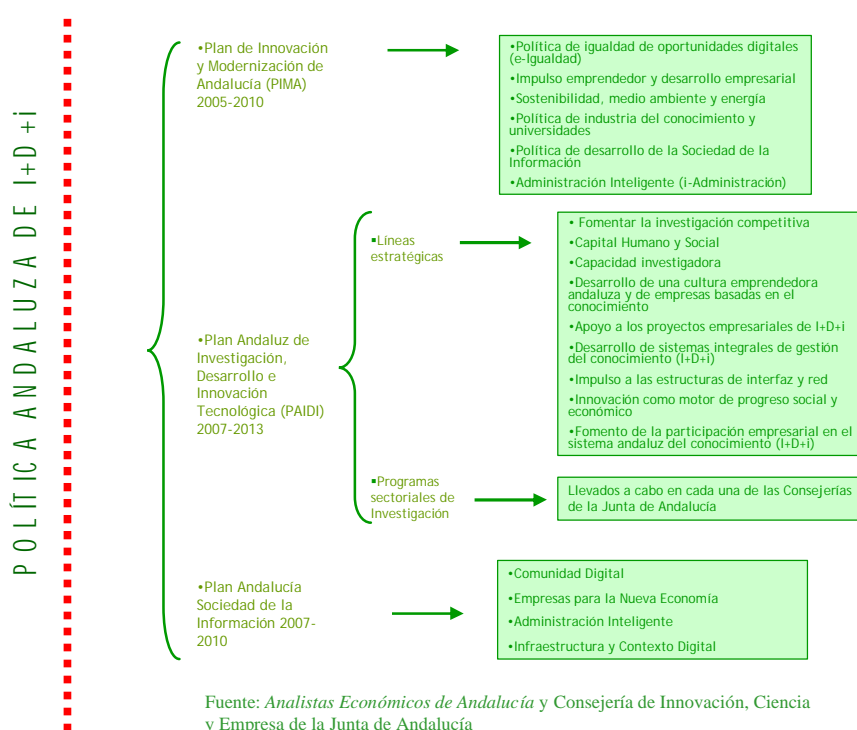 POLÍTICA ANDALUZA DE I+D+i
•Plan de Innovación
y Modernización de
Andalucía (PIMA)
2005-2010
•Política de igualdad de oportunidades digitales
(e-Igualdad)
•Impulso emprendedor y desarrollo empresarial
•Sostenibilidad, medio ambiente y energía
•Política de industria del conocimiento y
universidades
•Política de desarrollo de la Sociedad de la
Información
•Administración Inteligente (i-Administración)
•Plan Andaluz de
Investigación,
Desarrollo e
Innovación
Tecnológica (PAIDI)
2007-2013
▪Líneas
estratégicas
• Fomentar la investigación competitiva
•Capital Humano y Social
•Capacidad investigadora
•Desarrollo de una cultura emprendedora
andaluza y de empresas basadas en el
conocimiento
•Apoyo a los proyectos empresariales de I+D+i
•Desarrollo de sistemas integrales de gestión
del conocimiento (I+D+i)
•Impulso a las estructuras de interfaz y red
•Innovación como motor de progreso social y
económico
•Fomento de la participación empresarial en el
sistema andaluz del conocimiento (I+D+i)
▪Programas
sectoriales de
Investigación
Llevados a cabo en cada una de las Consejerías
de la Junta de Andalucía
•Plan Andalucía
Sociedad de la
Información 2007-
2010
•Comunidad Digital
•Empresas para la Nueva Economía
•Administración Inteligente
•Infraestructura y Contexto Digital
Fuente: Analistas Económicos de Andalucía y Consejería de Innovación, Ciencia
y Empresa de la Junta de Andalucía